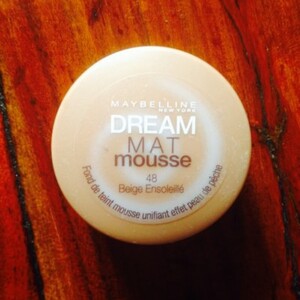 MAYBELLINE
NEW YORK
DREAM
MAT
mousse
48
Beige Ensoleillé
Fond de teint mousse unifiant effet peau de pêche